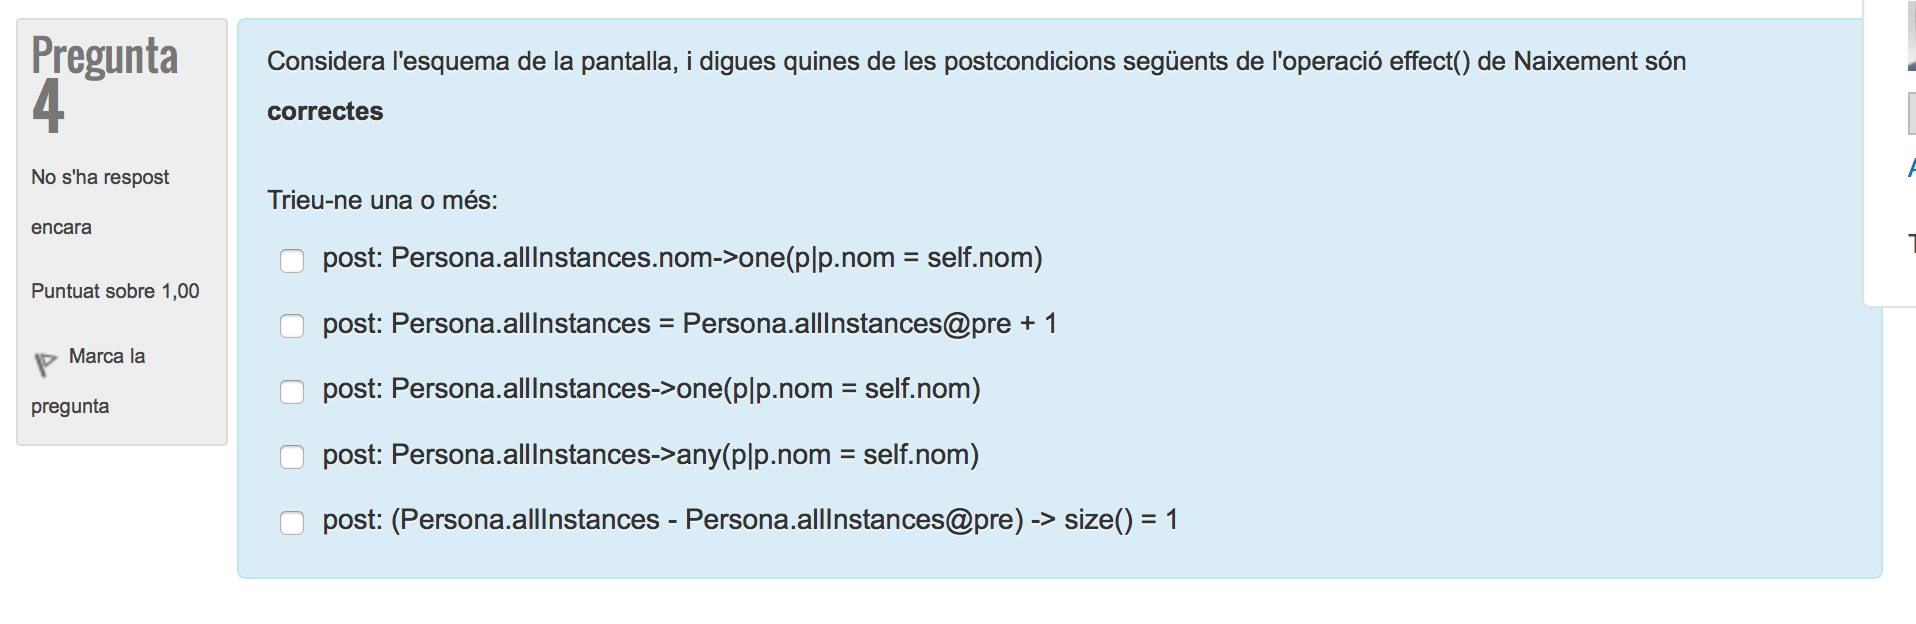 Pregunta
4
No s'ha respost
encara
Puntuat sobre 1,00
Marca la
pregunta
Considera l'esquema de la pantalla, i digues quines de les postcondicions següents de l'operació effect() de Naixement són
correctes
Trieu-ne una o més:
post: Persona.allInstances.nom->one(p|p.nom = self.nom)
post: Persona.allInstances = Persona.allInstances@pre + 1
post: Persona.allInstances->one(p|p.nom = self.nom)
post: Persona.allInstances->any(p|p.nom = self.nom)
post: (Persona.allInstances - Persona.allInstances@pre) -> size() = 1